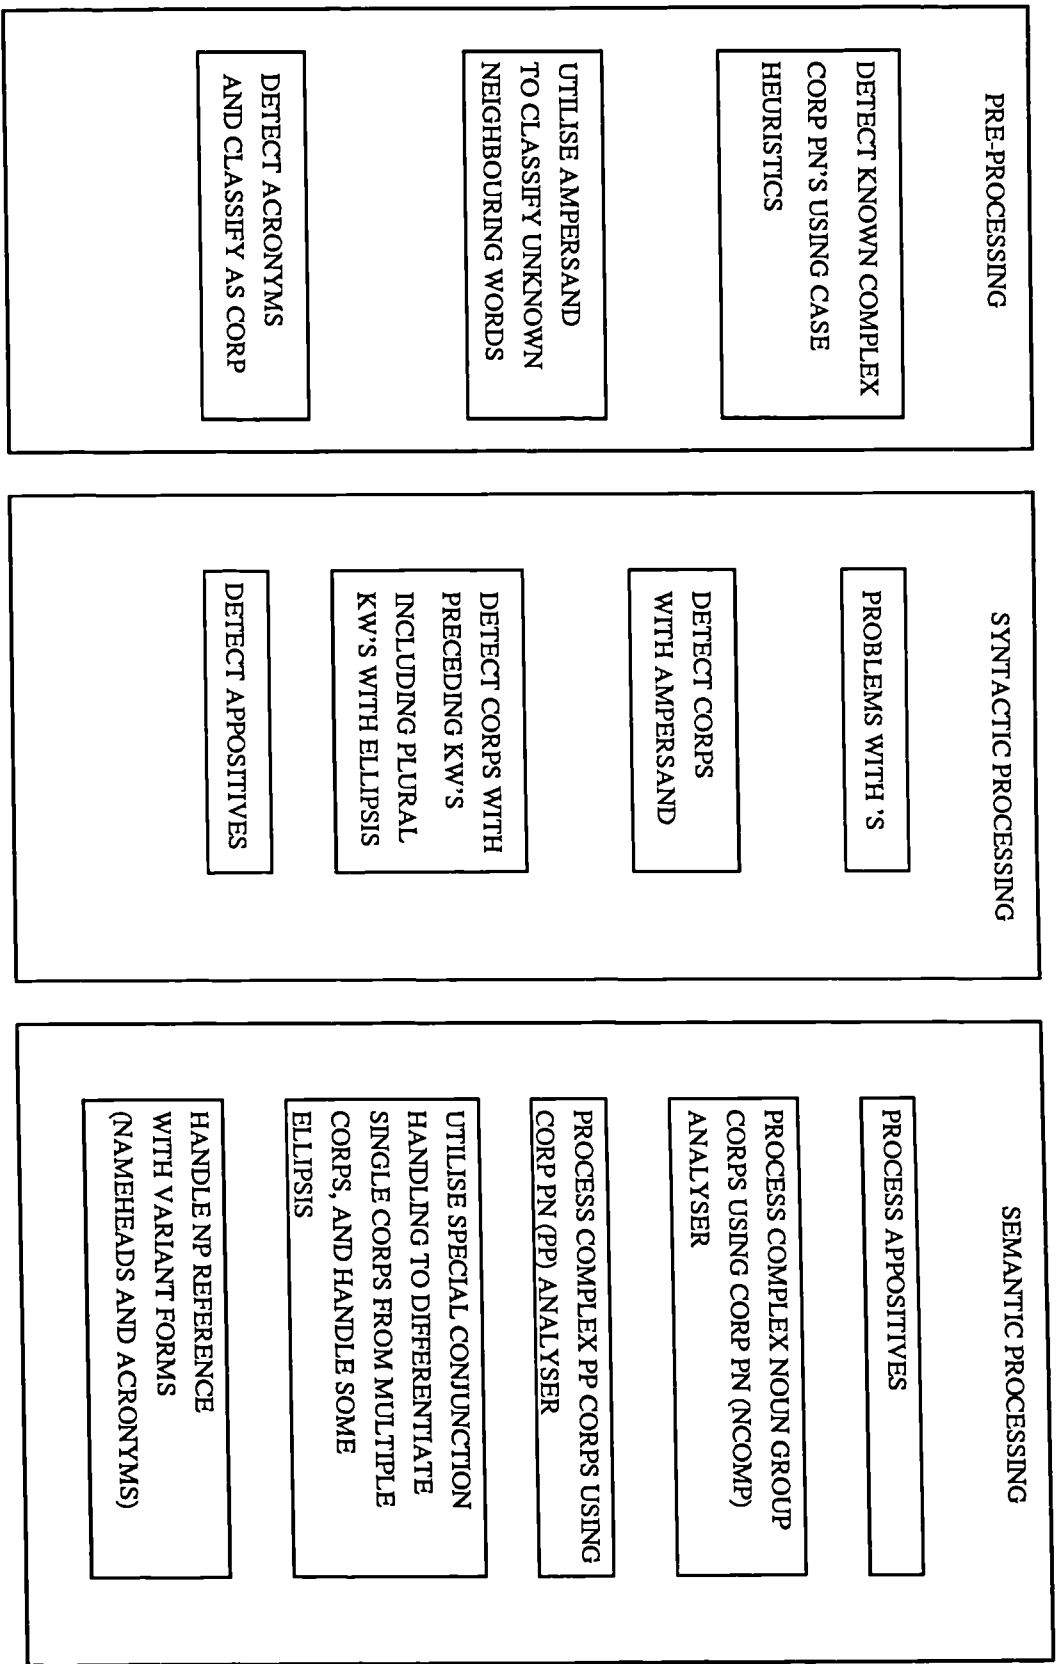 PRE-PROCESSING
DETECT KNOWN COMPLEX
CORP PN'S USING CASE
HEURISTICS
UTILISE AMPERSAND
TO CLASSIFY UNKNOWN
NEIGHBOURING WORDS
DETECT ACRONYMS
AND CLASSIFY AS CORP
SYNTACTIC PROCESSING
PROBLEMS WITH 'S
DETECT CORPS
WITH AMPERSAND
DETECT CORPS WITH
PRECEDING KW'S
INCLUDING PLURAL
KW'S WITH ELLIPSIS
DETECT APPOSITIVES
SEMANTIC PROCESSING
PROCESS APPOSITIVES
PROCESS COMPLEX NOUN GROUP
CORPS USING CORP PN (NCOMP)
ANALYSER
PROCESS COMPLEX PP CORPS USING
CORP PN (PP) ANALYSER
UTILISE SPECIAL CONJUNCTION
HANDLING TO DIFFERENTIATE
SINGLE CORPS FROM MULTIPLE
CORPS, AND HANDLE SOME
ELLIPSIS
HANDLE NP REFERENCE
WITH VARIANT FORMS
(NAMEHEADS AND ACRONYMS)